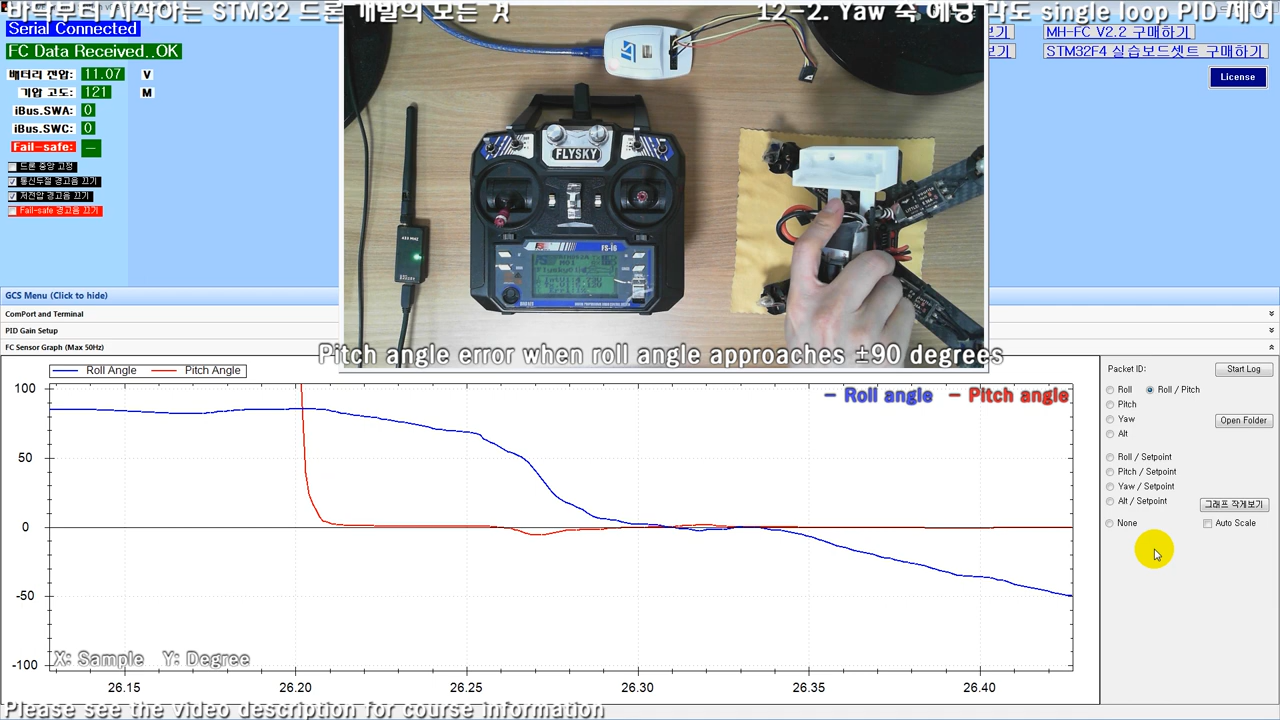 바닥부터 시작하는 STM32 드론 개발의 모든 것
12-2. Yaw 축 헤딩 각도 single loop PID 제어
Serial Connected
FC Data Received..OK
배터리 전압: 11.07 V
기압 고도: 121 M
iBus.SWA: 0
iBus.SWC: 0
Fail-safe: —
드론 중앙 고정
통신두절 경고음 끄기
저전압 경고음 끄기
Fail-safe 경고음 끄기
보기
MH-FC V2.2 구매하기
보기
STM32F4 실습보드셋트 구매하기
License
FLYSKY
FS-i6
433 MHZ
GCS Menu (Click to hide)
ComPort and Terminal
PID Gain Setup
FC Sensor Graph (Max 50Hz)
Pitch angle error when roll angle approaches ±90 degrees
Roll Angle
Pitch Angle
– Roll angle
– Pitch angle
100
50
0
-50
-100
X: Sample Y: Degree
26.15
26.20
26.25
26.30
26.35
26.40
Packet ID:
Start Log
Roll
Roll / Pitch
Pitch
Yaw
Open Folder
Alt
Roll / Setpoint
Pitch / Setpoint
Yaw / Setpoint
Alt / Setpoint
그래프 작게보기
None
Auto Scale
Please see the video description for course information